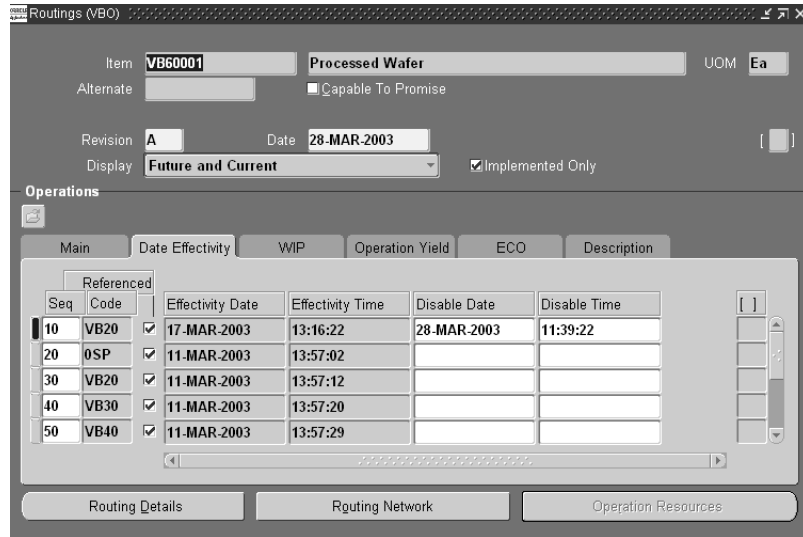 Routings (VBO)
Item VB60001 Processed Wafer UOM Ea
Alternate Capable To Promise
Revision A Date 28-MAR-2003 [ ]
Display Future and Current Implemented Only
Operations
Main Date Effectivity WIP Operation Yield ECO Description
Referenced
Seq Code Effectivity Date Effectivity Time Disable Date Disable Time [ ]
10 VB20 17-MAR-2003 13:16:22 28-MAR-2003 11:39:22
20 0SP 11-MAR-2003 13:57:02
30 VB20 11-MAR-2003 13:57:12
40 VB30 11-MAR-2003 13:57:20
50 VB40 11-MAR-2003 13:57:29
Routing Details Routing Network Operation Resources